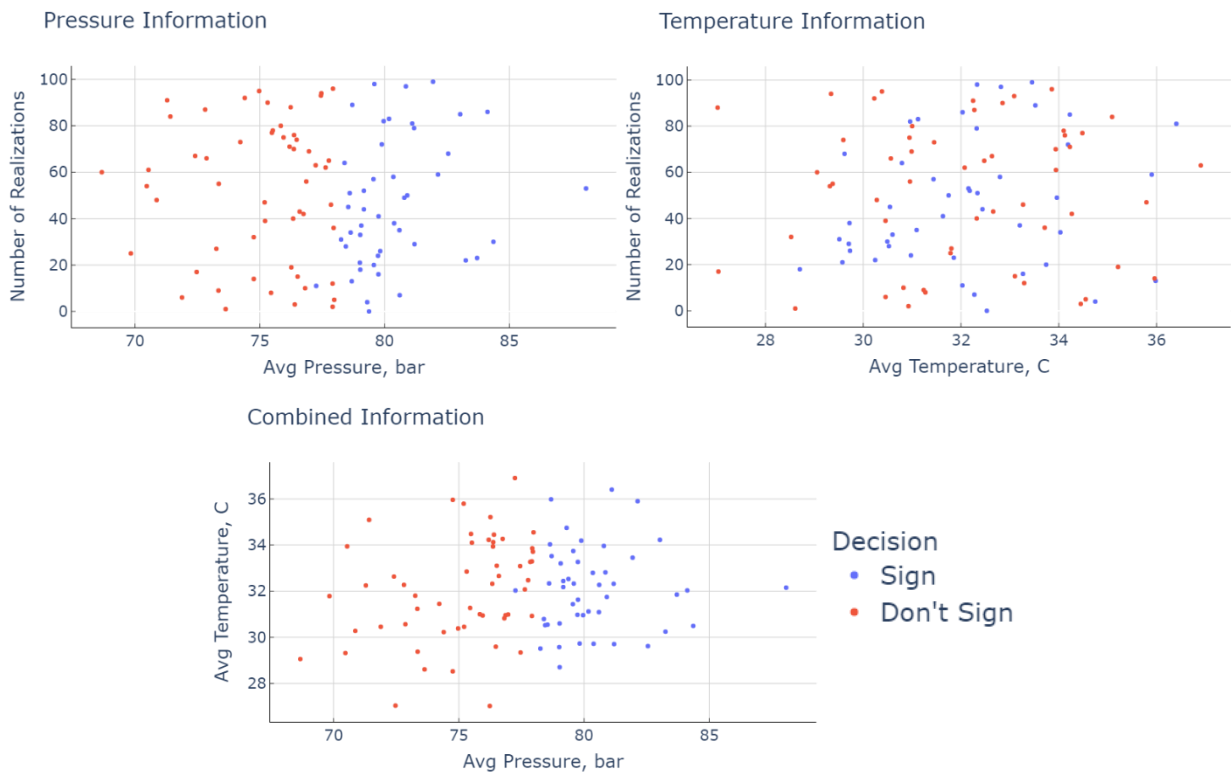 Pressure Information
Number of Realizations
100
80
60
40
20
0
70
75
80
85
Avg Pressure, bar
Temperature Information
Number of Realizations
100
80
60
40
20
0
28
30
32
34
36
Avg Temperature, C
Combined Information
Avg Temperature, C
36
34
32
30
28
70
75
80
85
Avg Pressure, bar
Decision
Sign
Don't Sign